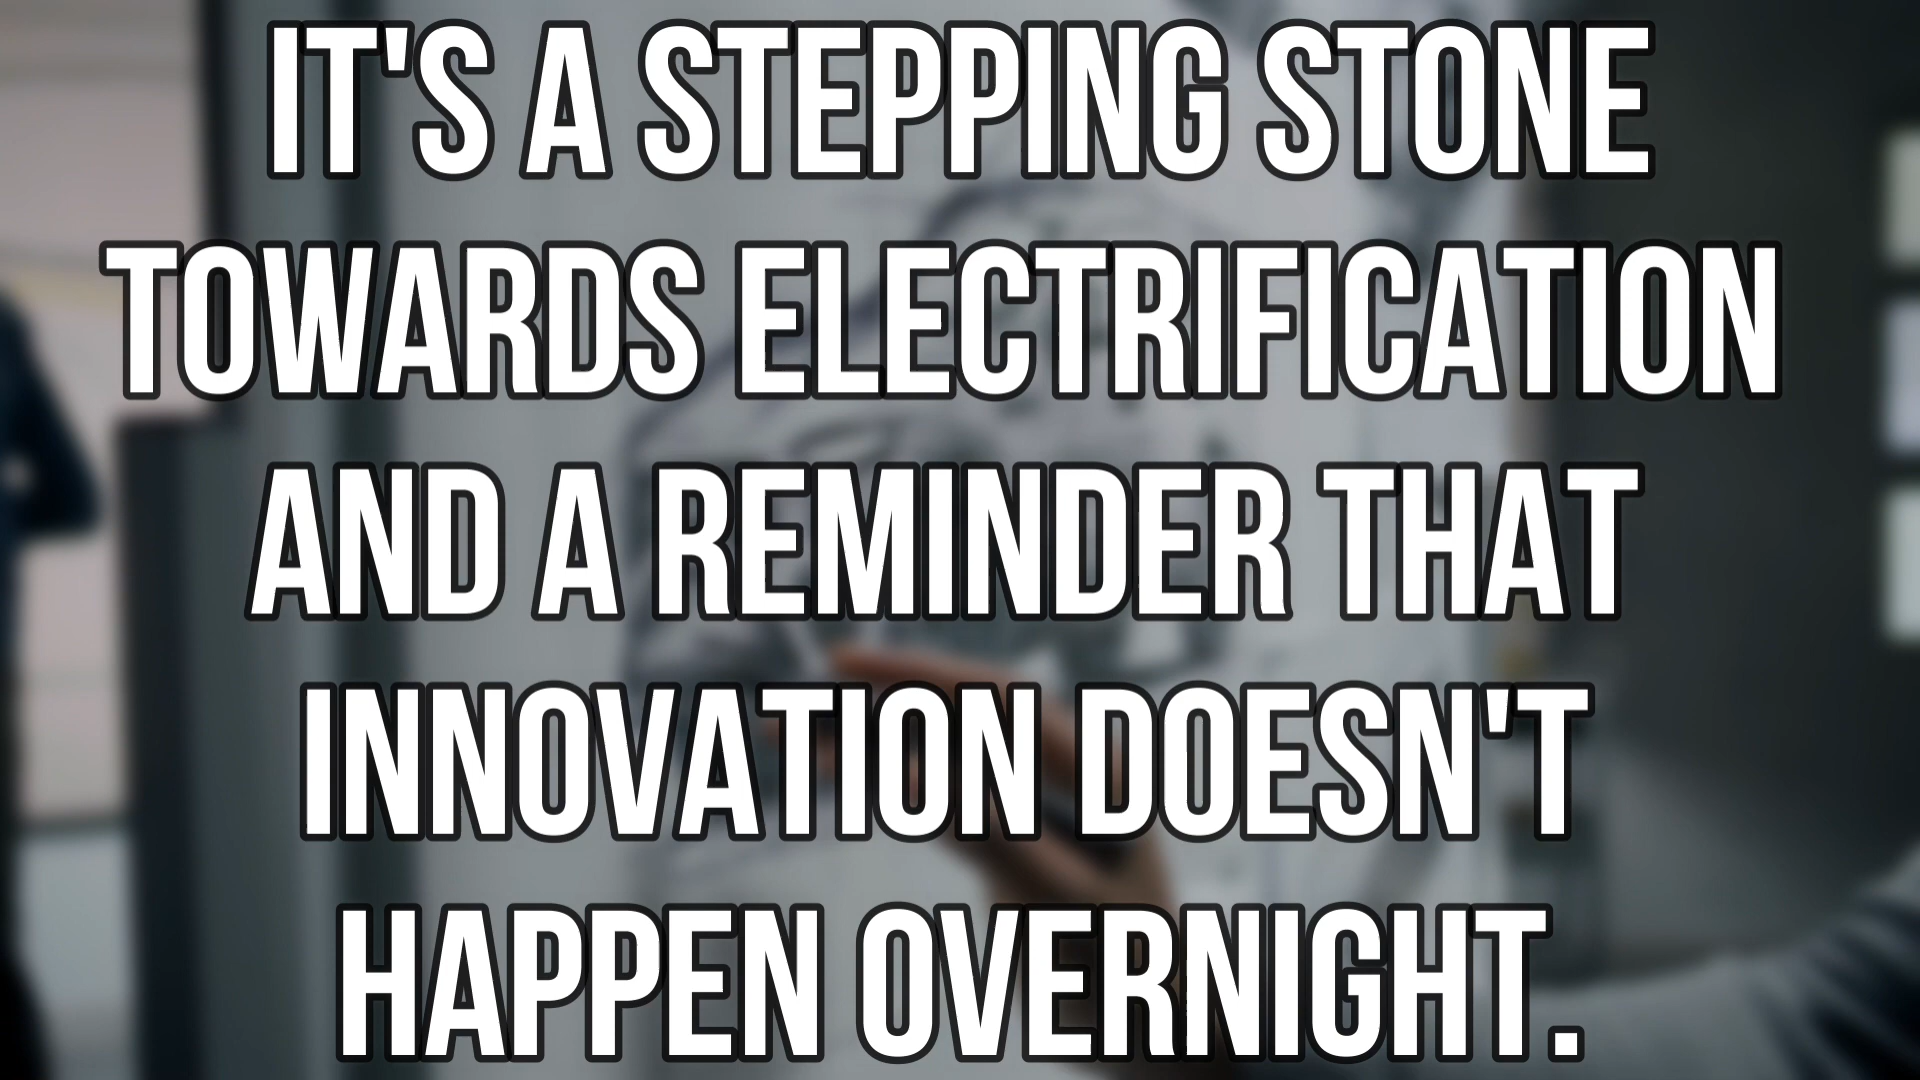 IT'S A STEPPING STONE
TOWARDS ELECTRIFICATION
AND A REMINDER THAT
INNOVATION DOESN'T
HAPPEN OVERNIGHT.